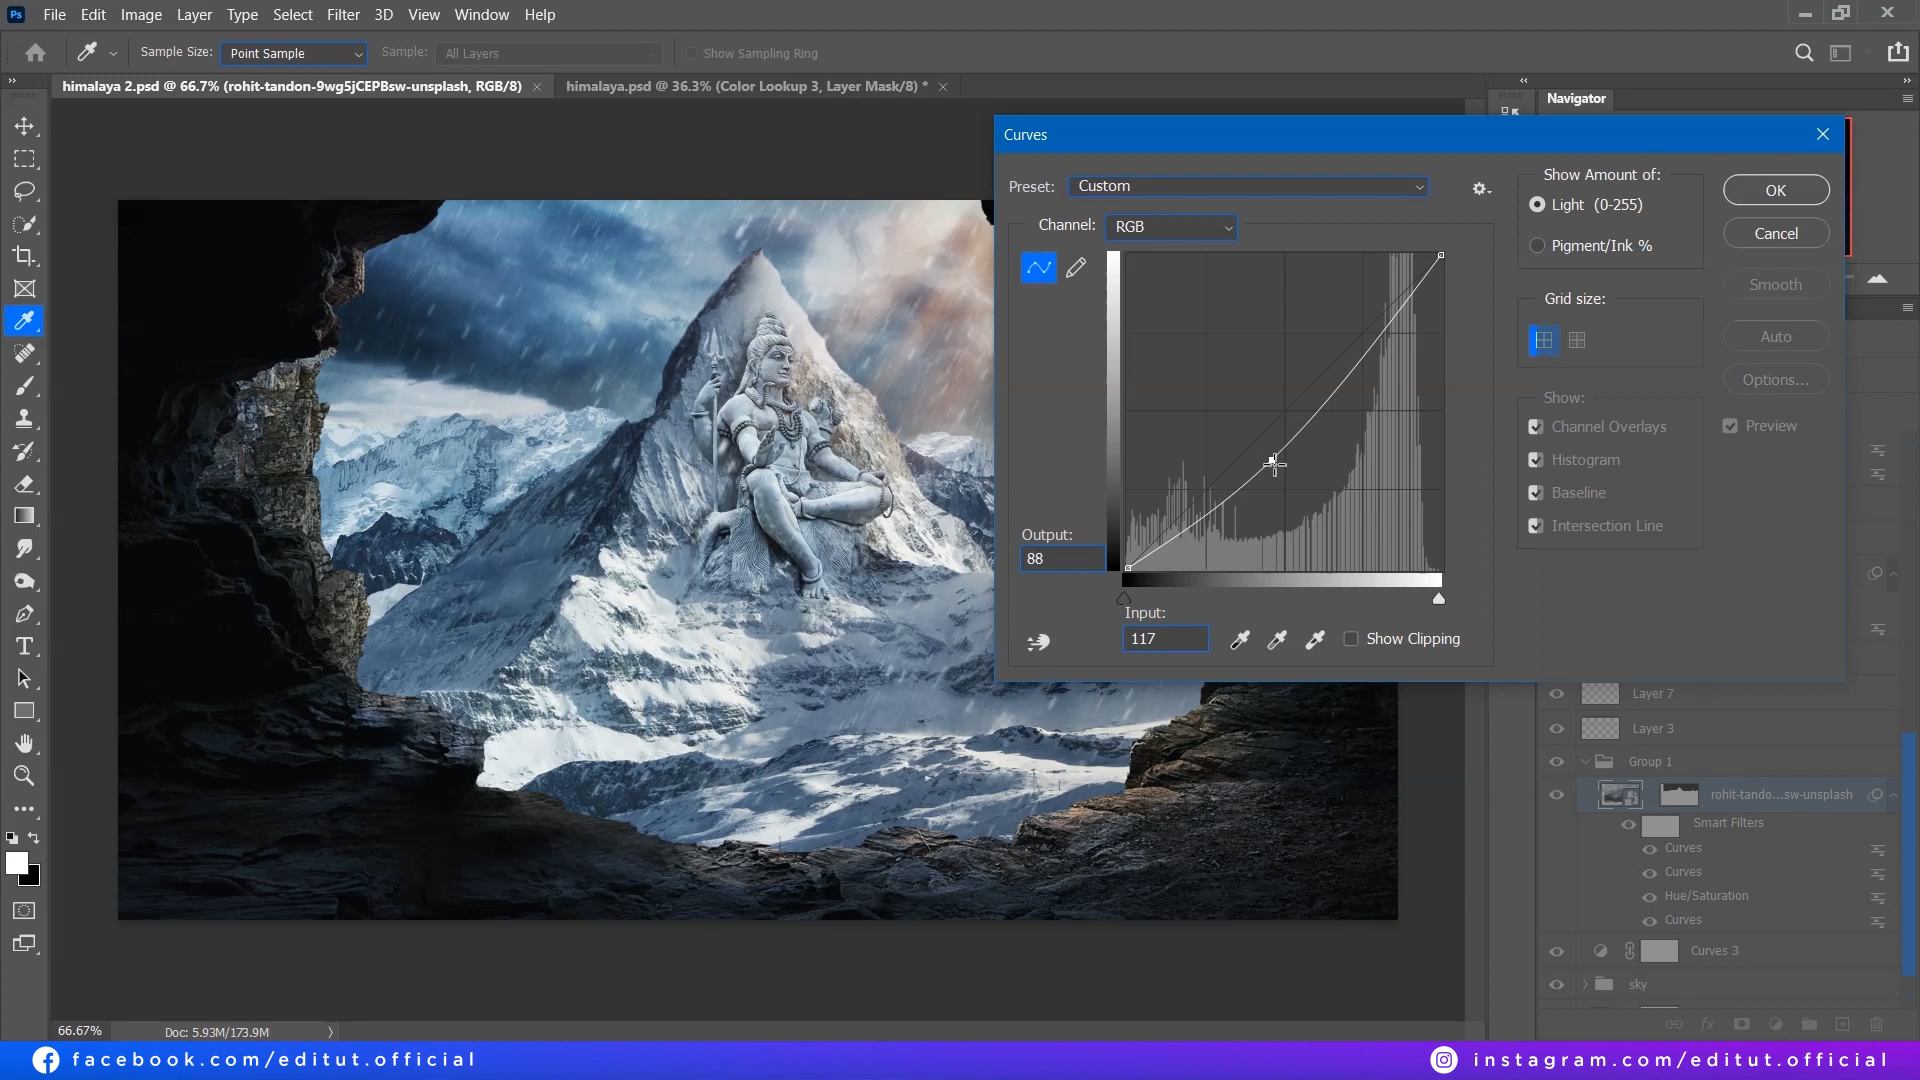 Ps File Edit Image Layer Type Select Filter 3D View Window Help
Sample Size: Point Sample Sample: All Layers Show Sampling Ring
himalaya 2.psd @ 66.7% (rohit-tandon-9wg5jCEPBsw-unsplash, RGB/8) himalaya.psd @ 36.3% (Color Lookup 3, Layer Mask/8) *
Navigator
Curves
Preset: Custom
Channel: RGB
Output:
88
Input:
117
Show Clipping
Show Amount of:
Light (0-255)
Pigment/Ink %
Grid size:
Show:
Channel Overlays
Histogram
Baseline
Intersection Line
OK
Cancel
Smooth
Auto
Options...
Preview
Layer 7
Layer 3
Group 1
rohit-tando...sw-unsplash
Smart Filters
Curves
Curves
Hue/Saturation
Curves
Curves 3
sky
fx
T
66.67% Doc: 5.93M/173.9M
facebook.com/editut.official
instagram.com/editut.official